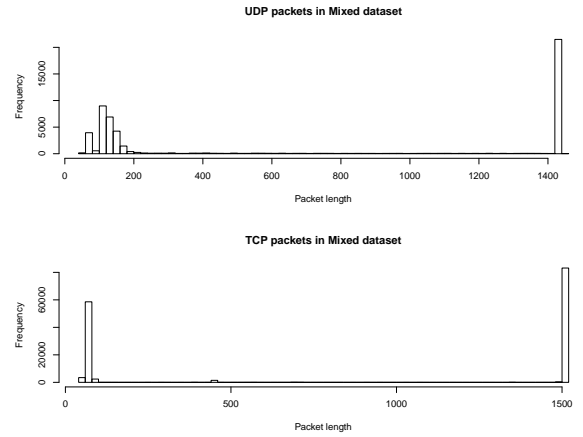 UDP packets in Mixed dataset
Frequency
0 5000 15000
0 200 400 600 800 1000 1200 1400
Packet length
TCP packets in Mixed dataset
Frequency
0 20000 60000
0 500 1000 1500
Packet length